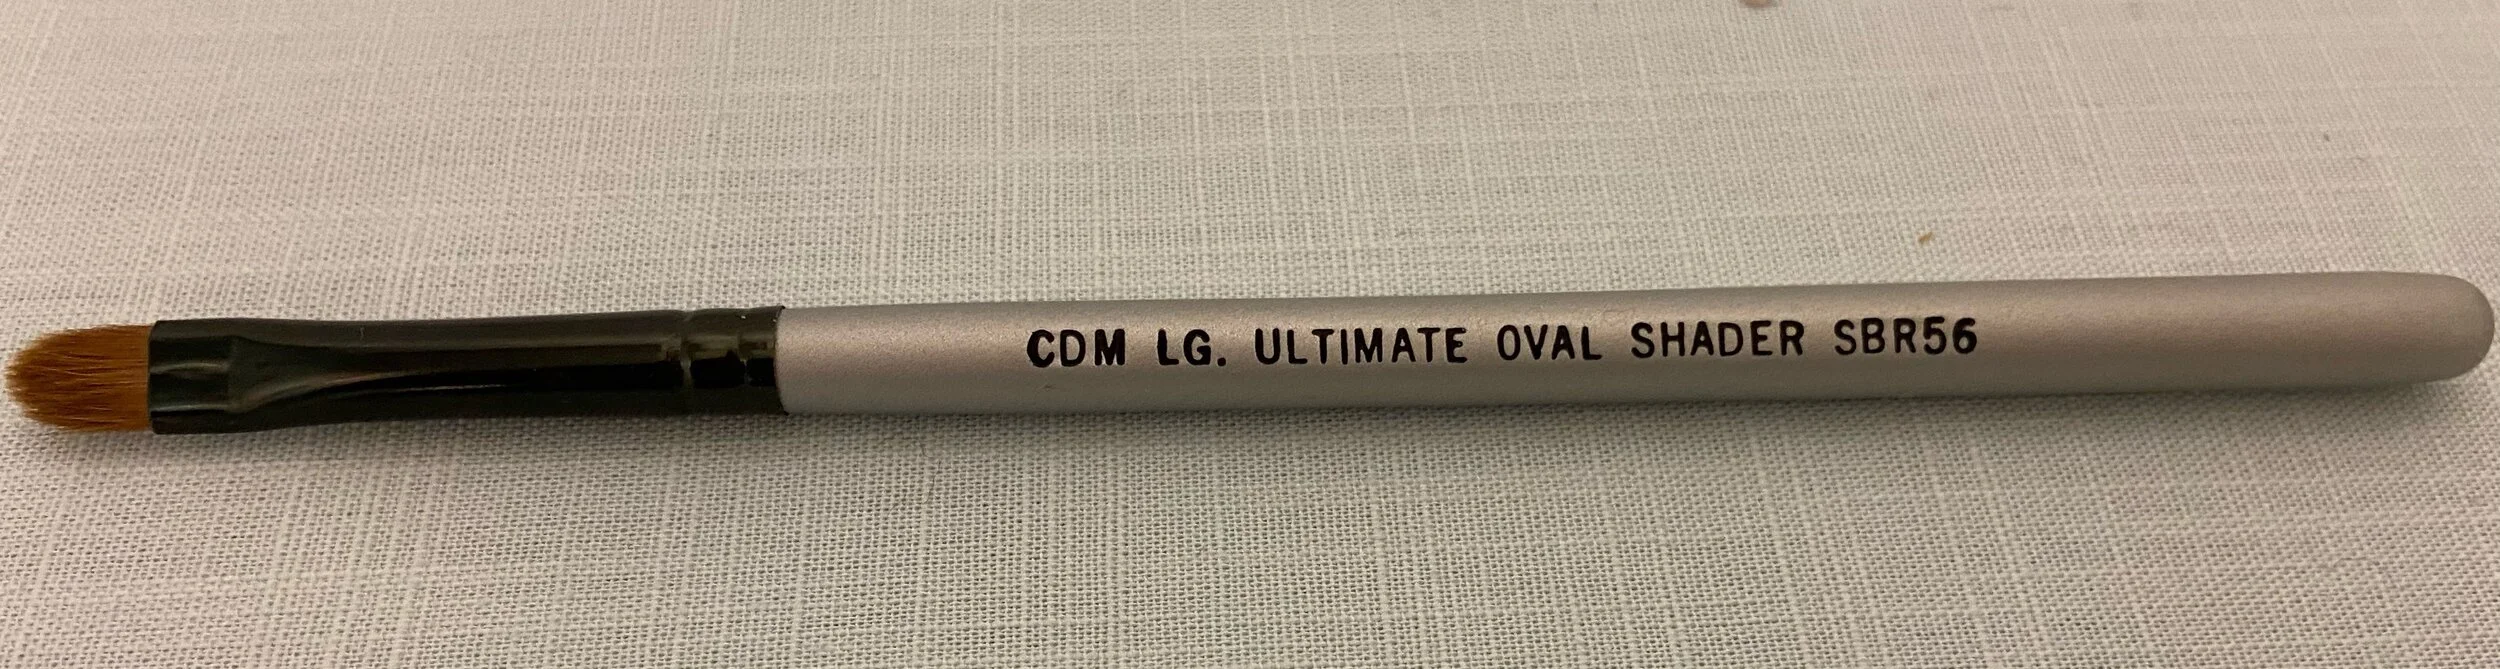 CDM LG. ULTIMATE OVAL SHADER SBR56